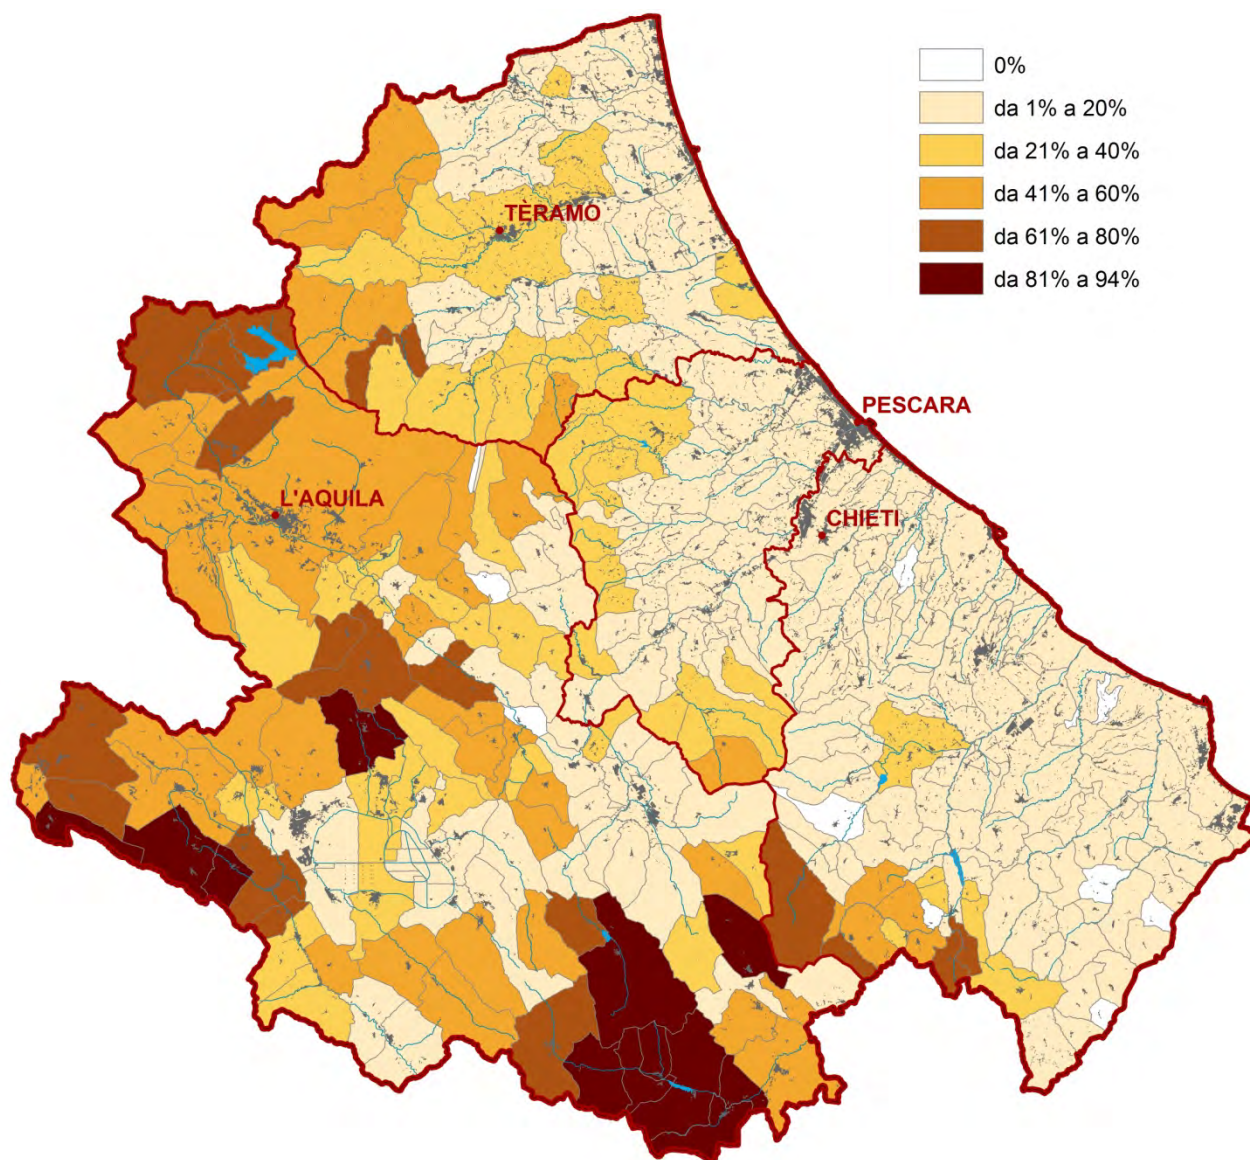 0%
da 1% a 20%
da 21% a 40%
da 41% a 60%
da 61% a 80%
da 81% a 94%
TÈRAMO
PESCARA
L'AQUILA
CHIETI